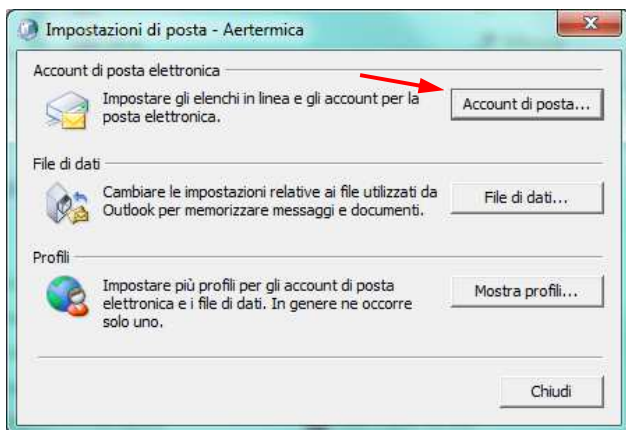 Impostazioni di posta - Aertermica
Account di posta elettronica
Impostare gli elenchi in linea e gli account per la
posta elettronica.
Account di posta...
File di dati
Cambiare le impostazioni relative ai file utilizzati da
Outlook per memorizzare messaggi e documenti.
File di dati...
Profili
Impostare più profili per gli account di posta
elettronica e i file di dati. In genere ne occorre
solo uno.
Mostra profili...
Chiudi